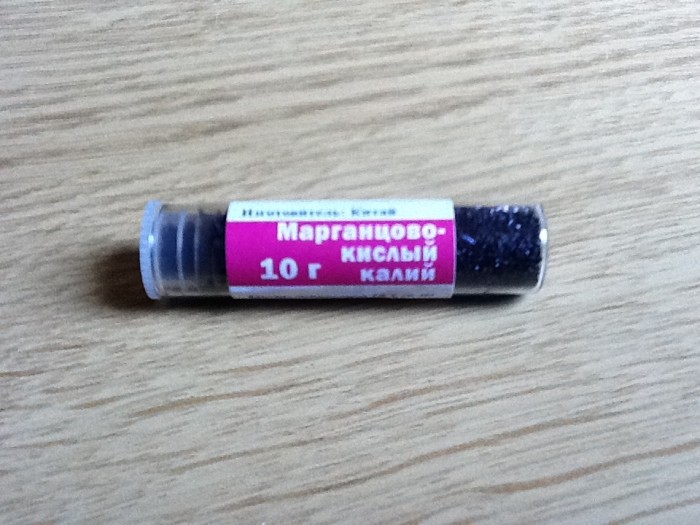 Изготовитель: Китай
Марганцово-
кислый
10 г калий